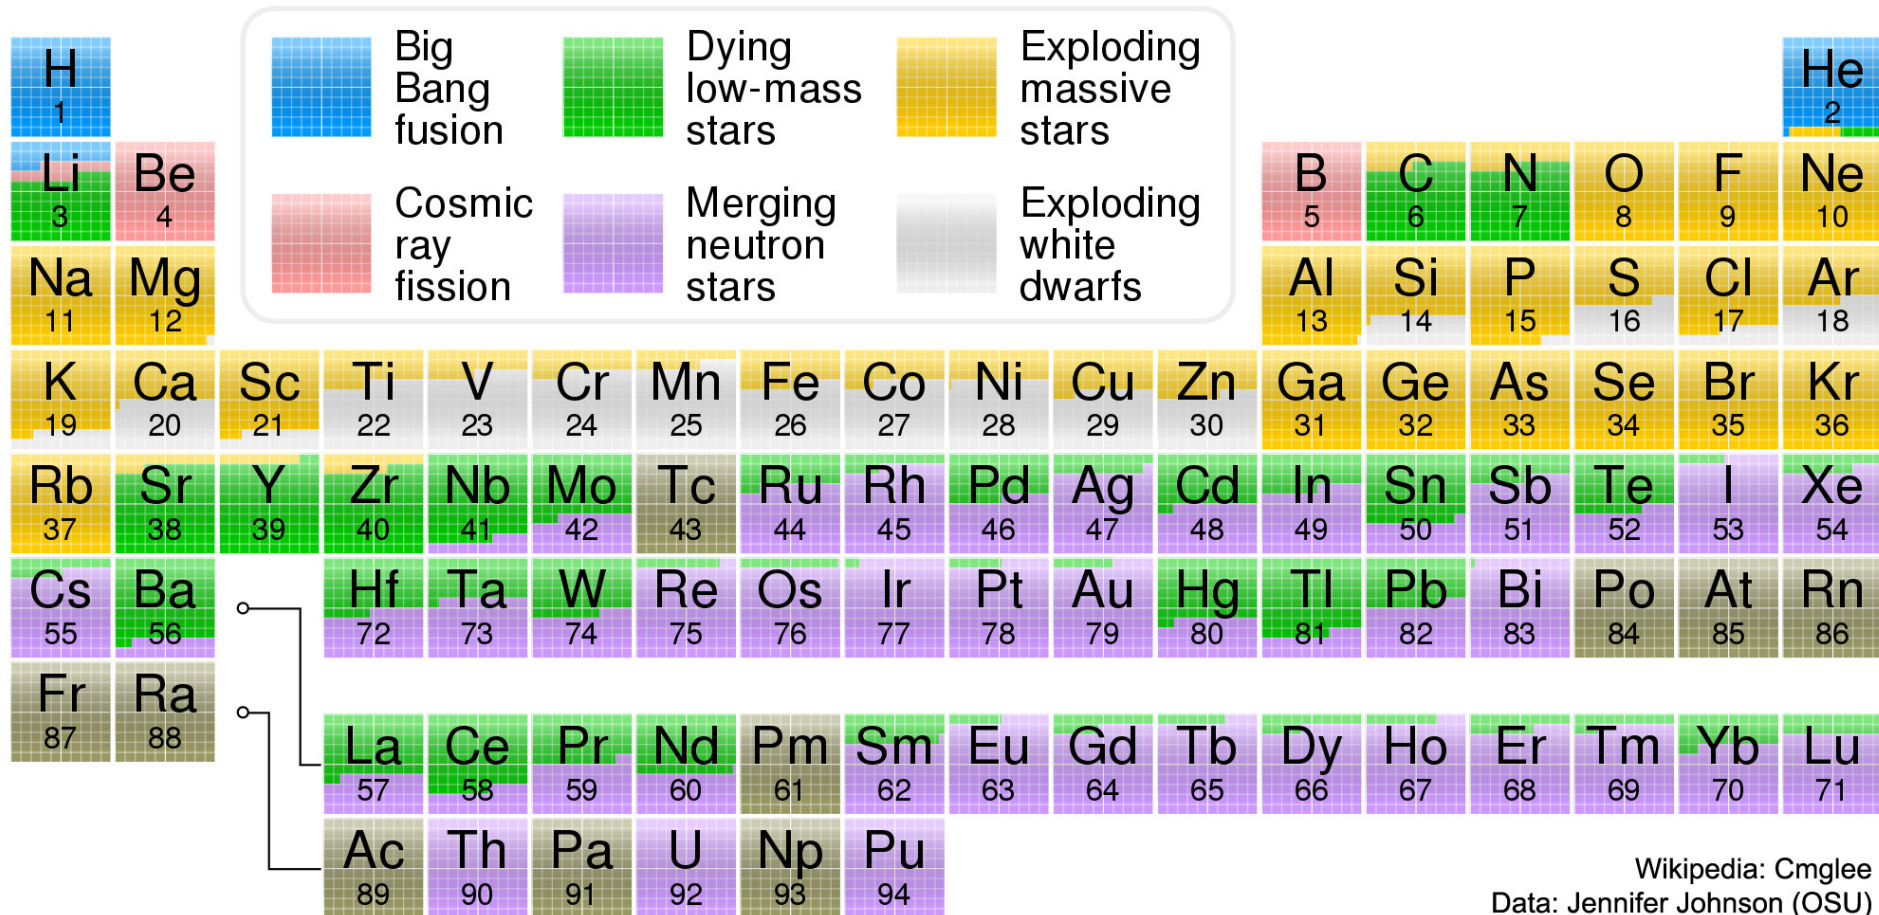 Big
Bang
fusion
Dying
low-mass
stars
Exploding
massive
stars
Cosmic
ray
fission
Merging
neutron
stars
Exploding
white
dwarfs
H He
1 2
Li Be B C N O F Ne
3 4 5 6 7 8 9 10
Na Mg Al Si P S Cl Ar
11 12 13 14 15 16 17 18
K Ca Sc Ti V Cr Mn Fe Co Ni Cu Zn Ga Ge As Se Br Kr
19 20 21 22 23 24 25 26 27 28 29 30 31 32 33 34 35 36
Rb Sr Y Zr Nb Mo Tc Ru Rh Pd Ag Cd In Sn Sb Te I Xe
37 38 39 40 41 42 43 44 45 46 47 48 49 50 51 52 53 54
Cs Ba Hf Ta W Re Os Ir Pt Au Hg Tl Pb Bi Po At Rn
55 56 72 73 74 75 76 77 78 79 80 81 82 83 84 85 86
Fr Ra
87 88
La Ce Pr Nd Pm Sm Eu Gd Tb Dy Ho Er Tm Yb Lu
57 58 59 60 61 62 63 64 65 66 67 68 69 70 71
Ac Th Pa U Np Pu
89 90 91 92 93 94
Wikipedia: Cmglee
Data: Jennifer Johnson (OSU)